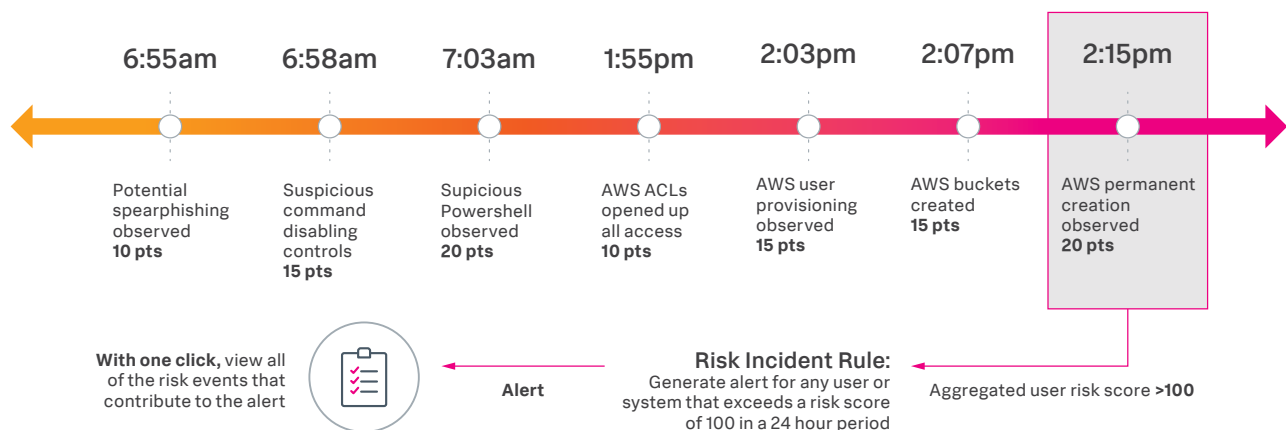 6:55am
6:58am
7:03am
1:55pm
2:03pm
2:07pm
2:15pm
Potential
spearphishing
observed
10 pts
Suspicious
command
disabling
controls
15 pts
Supicious
Powershell
observed
20 pts
AWS ACLs
opened up
all access
10 pts
AWS user
provisioning
observed
15 pts
AWS buckets
created
15 pts
AWS permanent
creation
observed
20 pts
With one click, view all
of the risk events that
contribute to the alert
Alert
Risk Incident Rule:
Generate alert for any user or
system that exceeds a risk score
of 100 in a 24 hour period
Aggregated user risk score >100